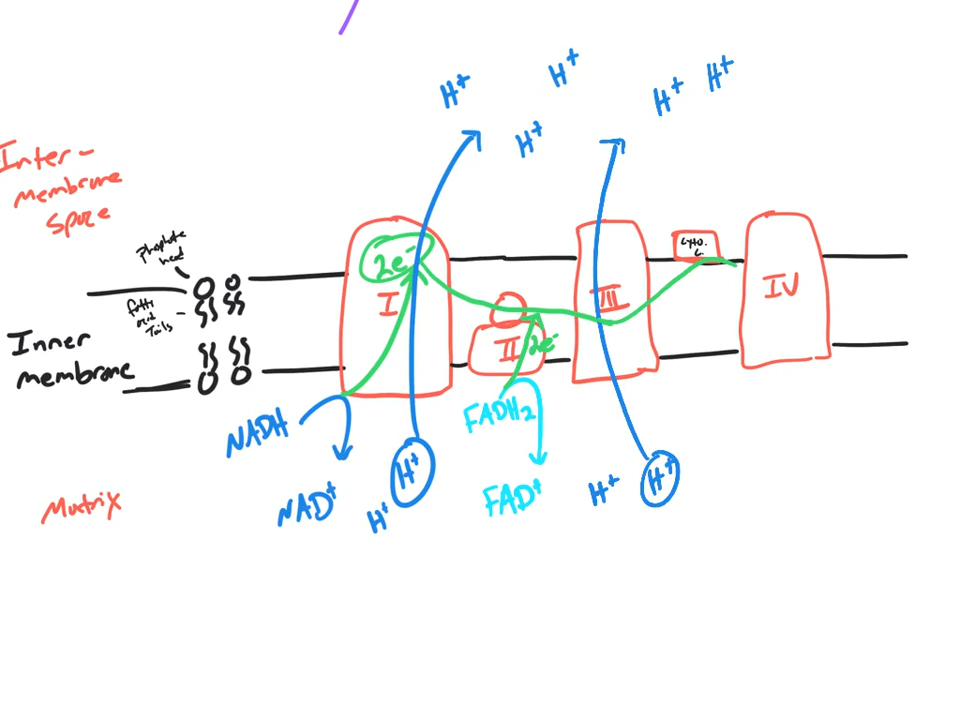 H⁺
H⁺
H⁺
H⁺
H⁺
Inter-
membrane
space
Phosphate
head
fatty
acid
Tails
Inner
membrane
2e⁻
I
II
2e⁻
III
cyto.
c.
IV
NADH
NAD⁺
H⁺
H⁺
FADH₂
FAD⁺
H⁺
H⁺
Matrix